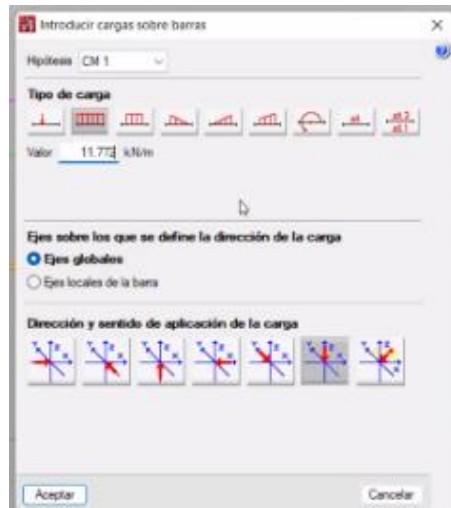 Introducir cargas sobre barras
Hipótesis CM 1
Tipo de carga
Valor 11.772 kN/m
Ejes sobre los que se define la dirección de la carga
Ejes globales
Ejes locales de la barra
Dirección y sentido de aplicación de la carga
Aceptar Cancelar